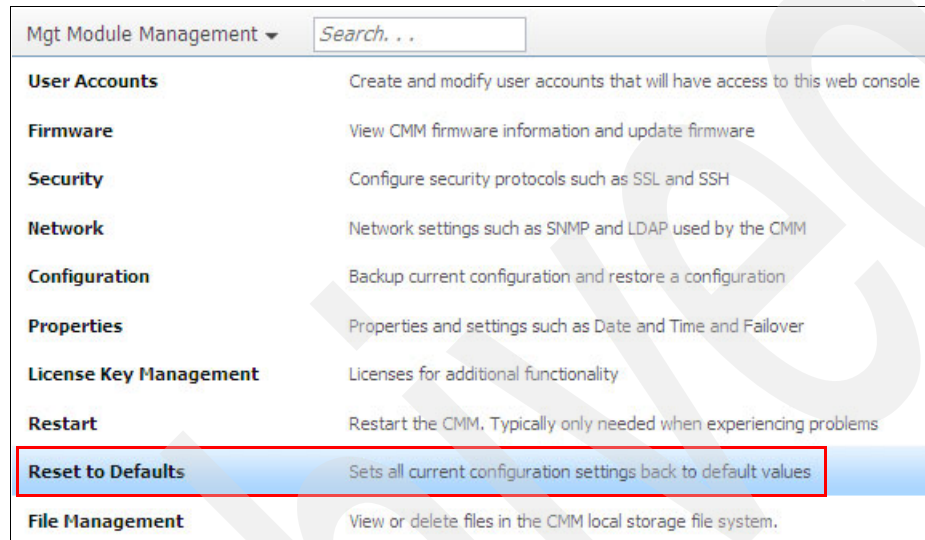 Mgt Module Management Search. . .
User Accounts Create and modify user accounts that will have access to this web console
Firmware View CMM firmware information and update firmware
Security Configure security protocols such as SSL and SSH
Network Network settings such as SNMP and LDAP used by the CMM
Configuration Backup current configuration and restore a configuration
Properties Properties and settings such as Date and Time and Failover
License Key Management Licenses for additional functionality
Restart Restart the CMM. Typically only needed when experiencing problems
Reset to Defaults Sets all current configuration settings back to default values
File Management View or delete files in the CMM local storage file system.